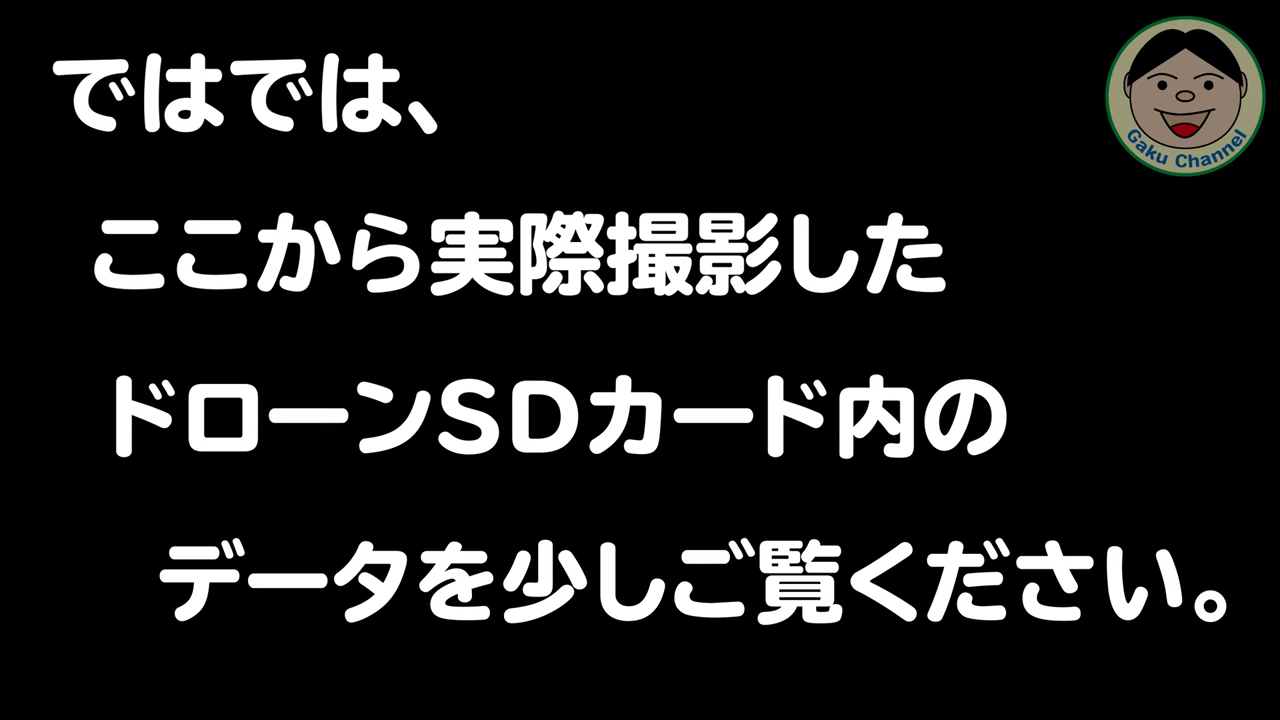 ではでは、
ここから実際撮影した
ドローンSDカード内の
データを少しご覧ください。
Gaku Channel